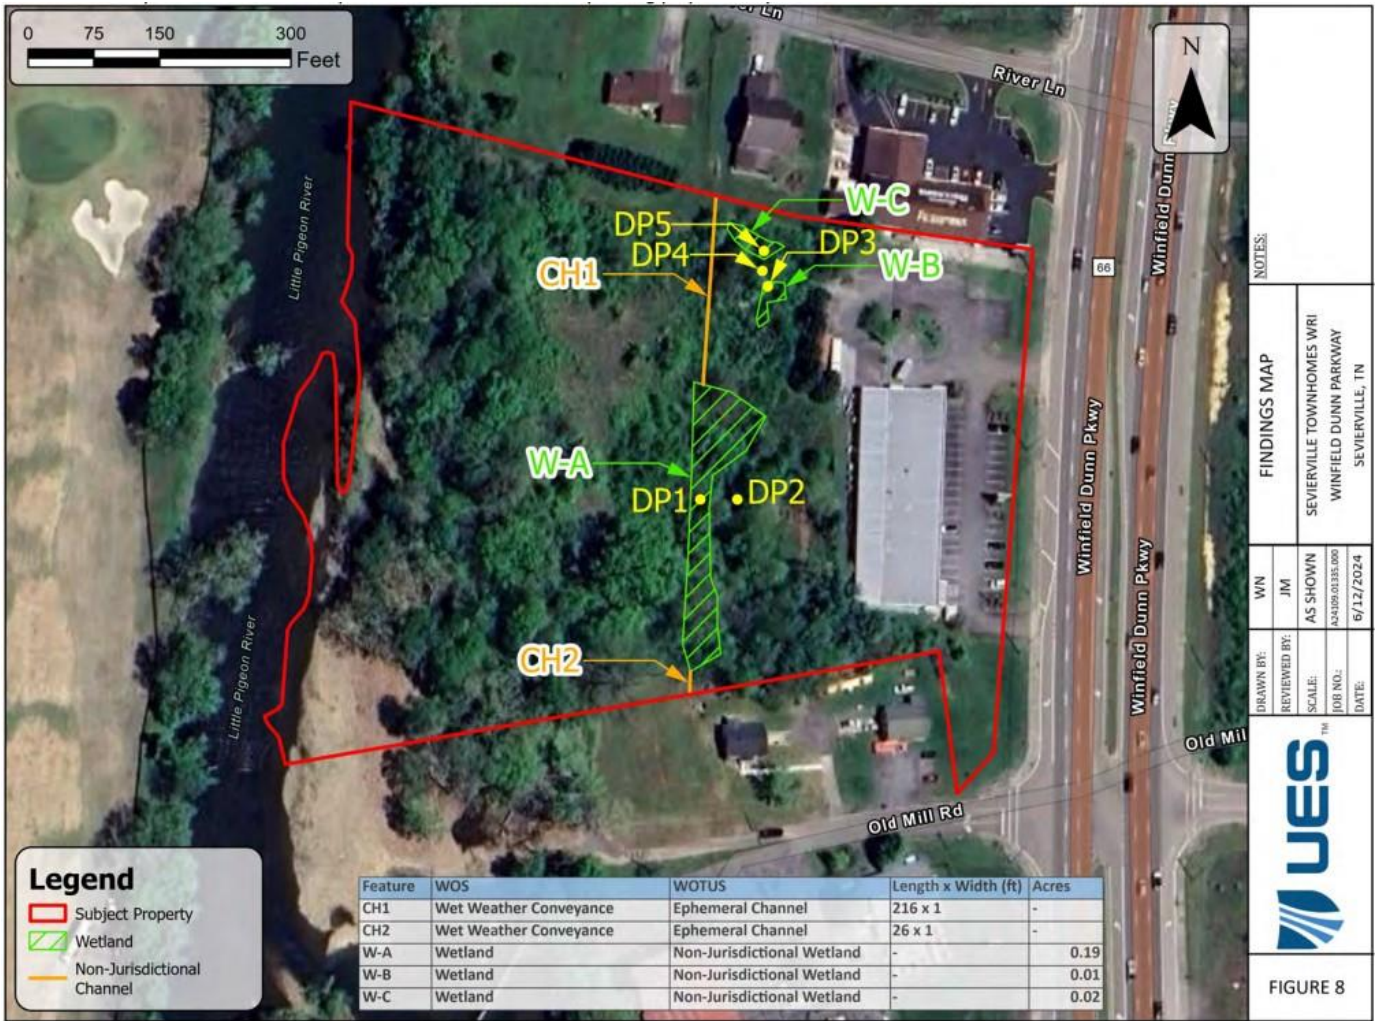 0 75 150 300
Feet
River Ln
N
River Ln
Winfield Dunn Pkwy
66
Little Pigeon River
W-C
DP5
DP3
DP4
W-B
CH1
W-A
DP1
DP2
Winfield Dunn Pkwy
Winfield Dunn Pkwy
CH2
Little Pigeon River
Old Mil
Old Mill Rd
Legend
Subject Property
Wetland
Non-Jurisdictional
Channel
Feature WOS WOTUS Length x Width (ft) Acres
CH1 Wet Weather Conveyance Ephemeral Channel 216 x 1 -
CH2 Wet Weather Conveyance Ephemeral Channel 26 x 1 -
W-A Wetland Non-Jurisdictional Wetland - 0.19
W-B Wetland Non-Jurisdictional Wetland - 0.01
W-C Wetland Non-Jurisdictional Wetland - 0.02
NOTES:
FINDINGS MAP
SEVIERVILLE TOWNHOMES WRI
WINFIELD DUNN PARKWAY
SEVIERVILLE, TN
DRAWN BY: WN
REVIEWED BY: JM
SCALE: AS SHOWN
JOB NO.: A24109.01335.000
DATE: 6/12/2024
UES TM
FIGURE 8